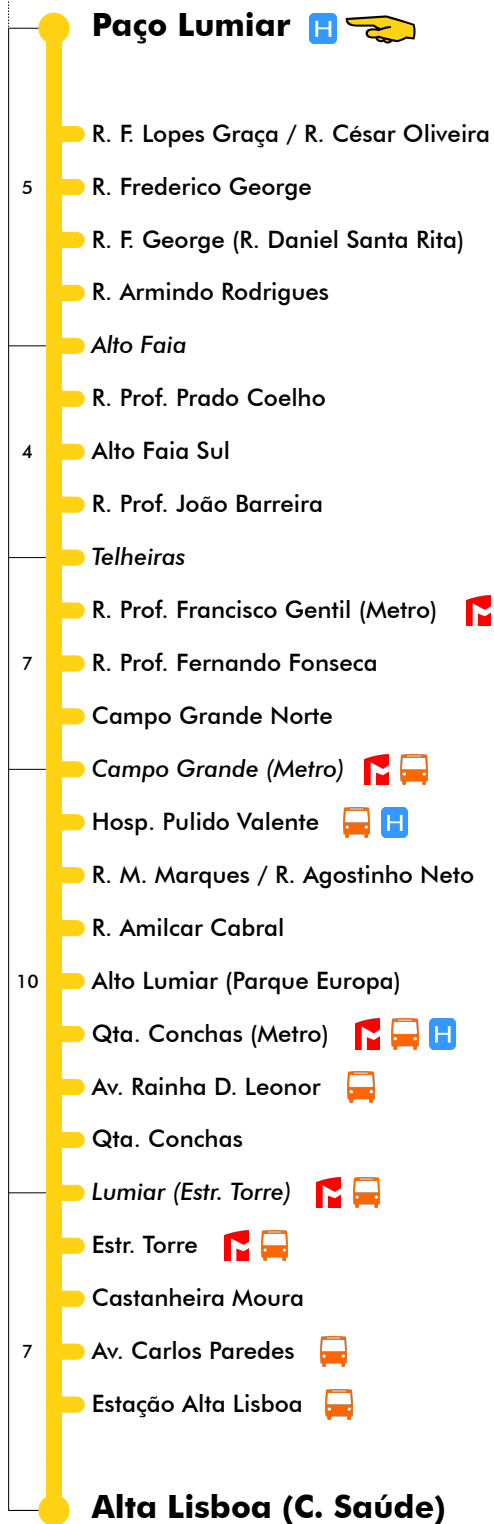 Paço Lumiar H
R. F. Lopes Graça / R. César Oliveira
5 R. Frederico George
R. F. George (R. Daniel Santa Rita)
R. Armindo Rodrigues
Alto Faia
R. Prof. Prado Coelho
4 Alto Faia Sul
R. Prof. João Barreira
Telheiras
R. Prof. Francisco Gentil (Metro)
7 R. Prof. Fernando Fonseca
Campo Grande Norte
Campo Grande (Metro)
Hosp. Pulido Valente H
R. M. Marques / R. Agostinho Neto
R. Amilcar Cabral
10 Alto Lumiar (Parque Europa)
Qta. Conchas (Metro) H
Av. Rainha D. Leonor
Qta. Conchas
Lumiar (Estr. Torre)
Estr. Torre
Castanheira Moura
7 Av. Carlos Paredes
Estação Alta Lisboa
Alta Lisboa (C. Saúde)